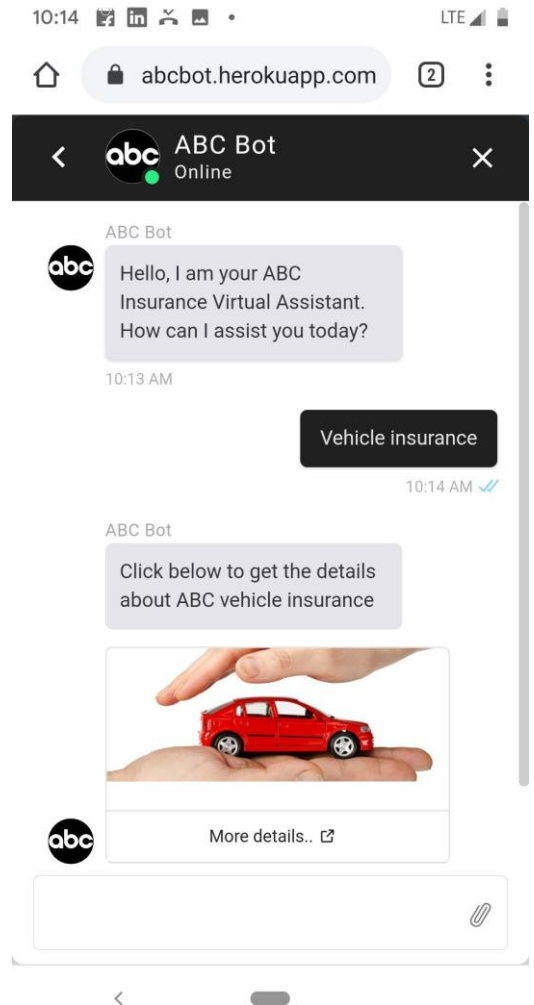 10:14
LTE
abcbot.herokuapp.com
2
abc
ABC Bot
Online
ABC Bot
abc
Hello, I am your ABC
Insurance Virtual Assistant.
How can I assist you today?
10:13 AM
Vehicle insurance
10:14 AM
ABC Bot
Click below to get the details
about ABC vehicle insurance
More details..
abc